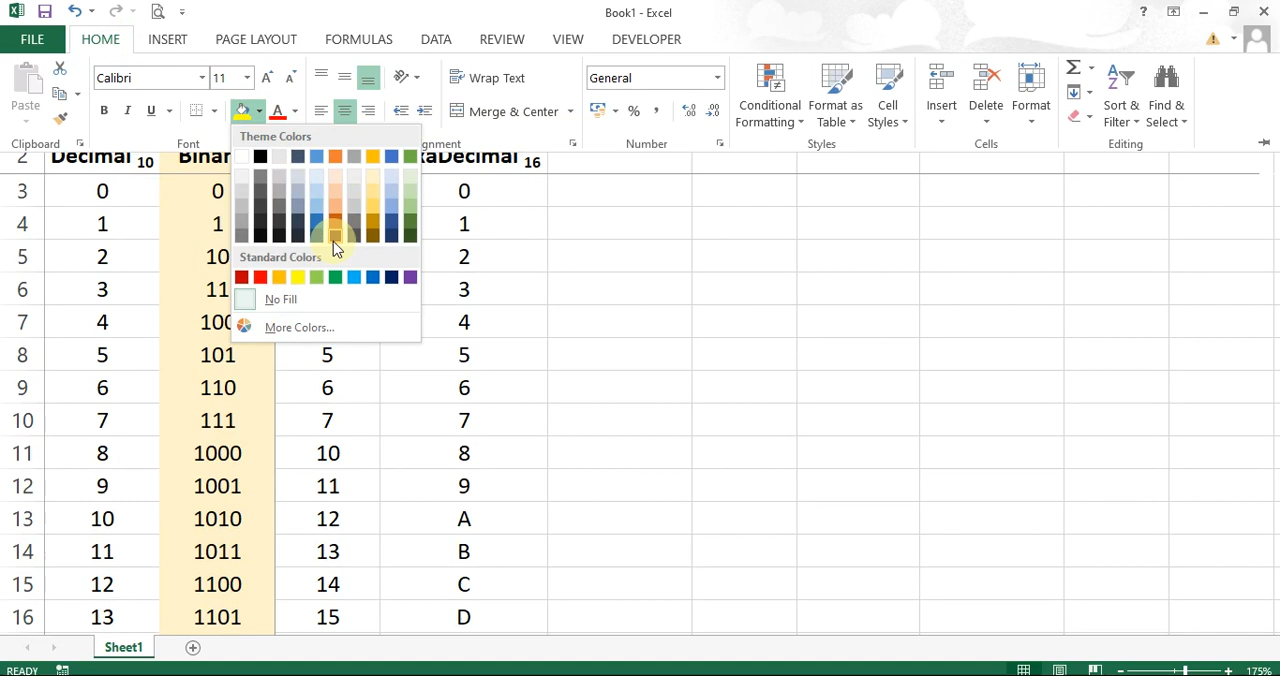 Book1 - Excel
FILE HOME INSERT PAGE LAYOUT FORMULAS DATA REVIEW VIEW DEVELOPER
Calibri 11 Wrap Text General
Paste B I U A Merge & Center % , Conditional Formatting Format as Table Cell Styles Insert Delete Format Sort & Filter Find & Select
Clipboard Font gnment Number Styles Cells Editing
Theme Colors
Standard Colors
No Fill
More Colors...
2 Decimal 10 Binar xaDecimal 16
3 0 0 0
4 1 1 1
5 2 10 2
6 3 11 3
7 4 100 4
8 5 101 5 5
9 6 110 6 6
10 7 111 7 7
11 8 1000 10 8
12 9 1001 11 9
13 10 1010 12 A
14 11 1011 13 B
15 12 1100 14 C
16 13 1101 15 D
Sheet1
READY 175%